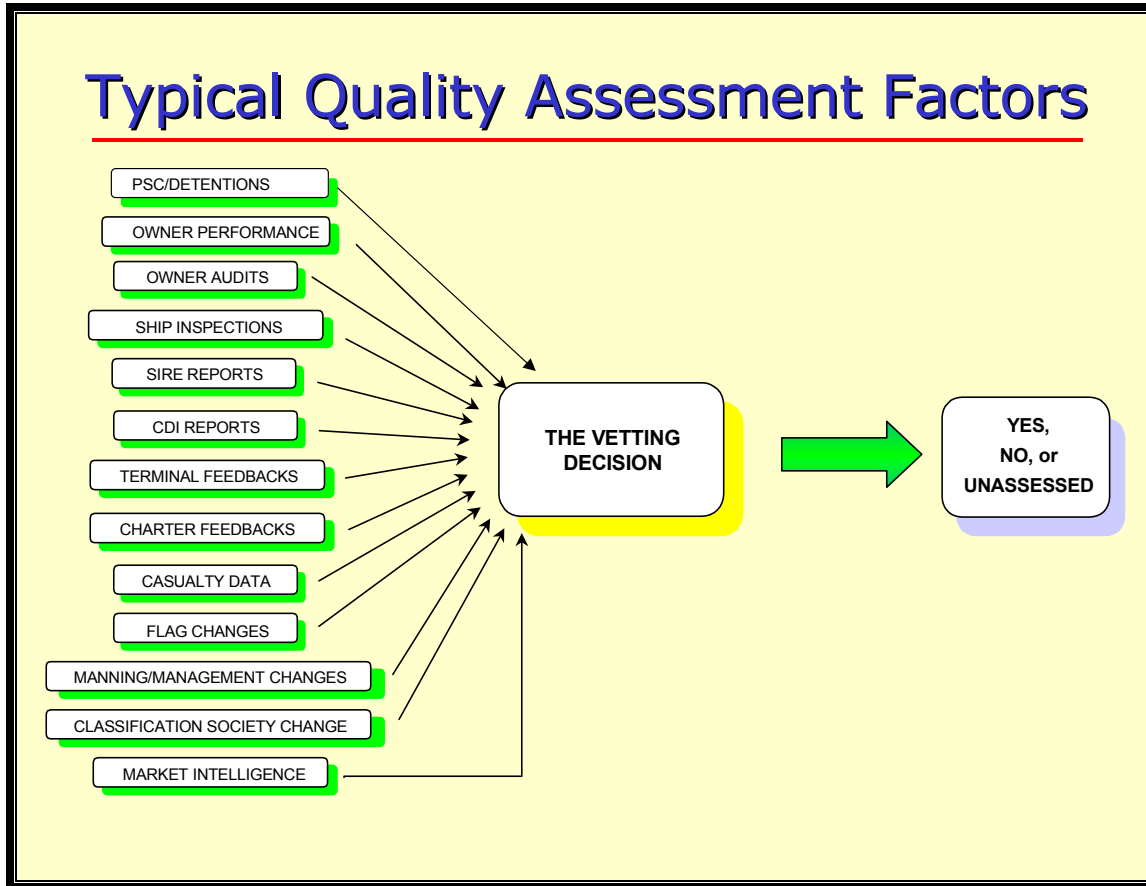 Typical Quality Assessment Factors
PSC/DETENTIONS
OWNER PERFORMANCE
OWNER AUDITS
SHIP INSPECTIONS
SIRE REPORTS
CDI REPORTS
TERMINAL FEEDBACKS
CHARTER FEEDBACKS
CASUALTY DATA
FLAG CHANGES
MANNING/MANAGEMENT CHANGES
CLASSIFICATION SOCIETY CHANGE
MARKET INTELLIGENCE
THE VETTING
DECISION
YES,
NO, or
UNASSESSED